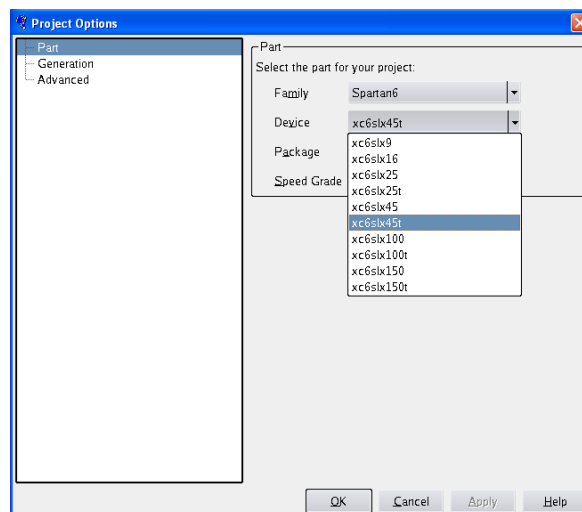 Project Options
Part
Generation
Advanced
Part
Select the part for your project:
Family Spartan6
Device xc6slx45t
Package
Speed Grade
xc6slx9
xc6slx16
xc6slx25
xc6slx25t
xc6slx45
xc6slx45t
xc6slx100
xc6slx100t
xc6slx150
xc6slx150t
OK Cancel Apply Help